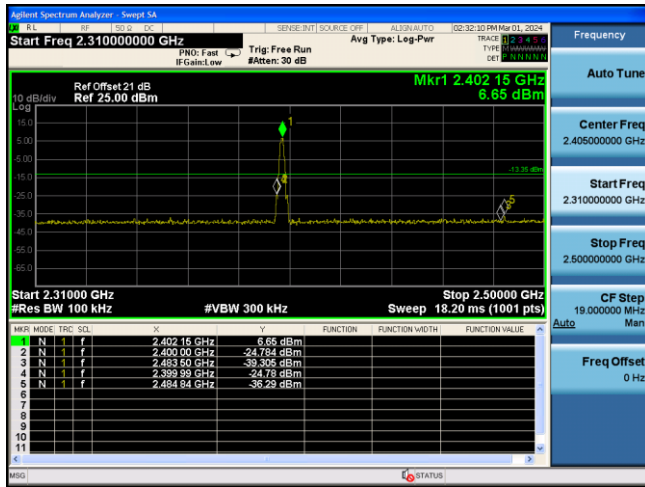 Agilent Spectrum Analyzer - Swept SA
RL RF 50 Ω DC SENSE:INT SOURCE OFF ALIGN AUTO 02:32:10 PM Mar 01, 2024
Start Freq 2.310000000 GHz
PNO: Fast
IFGain:Low
Trig: Free Run
#Atten: 30 dB
Avg Type: Log-Pwr
TRACE 1 2 3 4 5 6
TYPE M WWWWW
DET P N N N N N
Frequency
Auto Tune
Center Freq
2.405000000 GHz
Start Freq
2.310000000 GHz
Stop Freq
2.500000000 GHz
CF Step
19.000000 MHz
Auto Man
Freq Offset
0 Hz
Ref Offset 21 dB
10 dB/div Ref 25.00 dBm
Log
Mkr1 2.402 15 GHz
6.65 dBm
15.0
5.00
-5.00
-15.0
-25.0
-35.0
-45.0
-55.0
-65.0
1
-13.35 dBm
5
Start 2.31000 GHz Stop 2.50000 GHz
#Res BW 100 kHz #VBW 300 kHz Sweep 18.20 ms (1001 pts)
MKR MODE TRC SCL X Y FUNCTION FUNCTION WIDTH FUNCTION VALUE
1 N 1 f 2.402 15 GHz 6.65 dBm
2 N 1 f 2.400 00 GHz -24.784 dBm
3 N 1 f 2.483 50 GHz -39.305 dBm
4 N 1 f 2.399 99 GHz -24.78 dBm
5 N 1 f 2.484 84 GHz -36.29 dBm
6
7
8
9
10
11
MSG STATUS